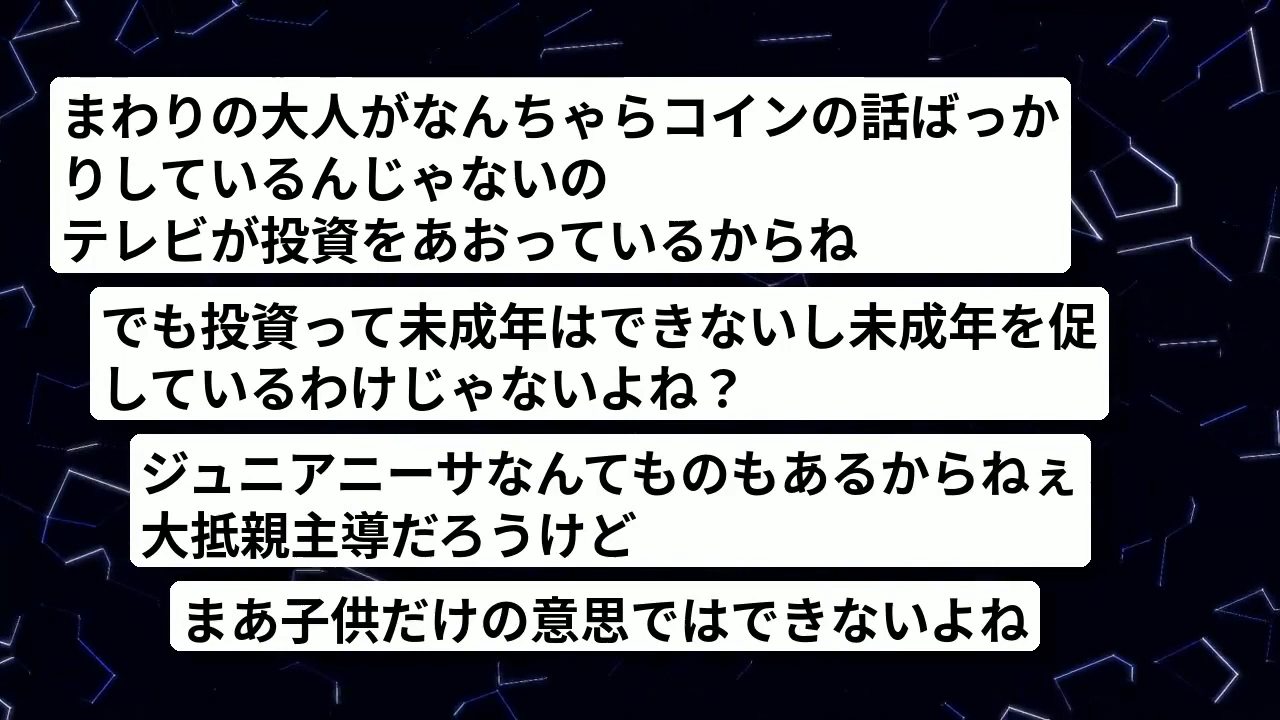 まわりの大人がなんちゃらコインの話ばっか
りしているんじゃないの
テレビが投資をあおっているからね
でも投資って未成年はできないし未成年を促
しているわけじゃないよね？
ジュニアニーサなんてものもあるからねぇ
大抵親主導だろうけど
まあ子供だけの意思ではできないよね